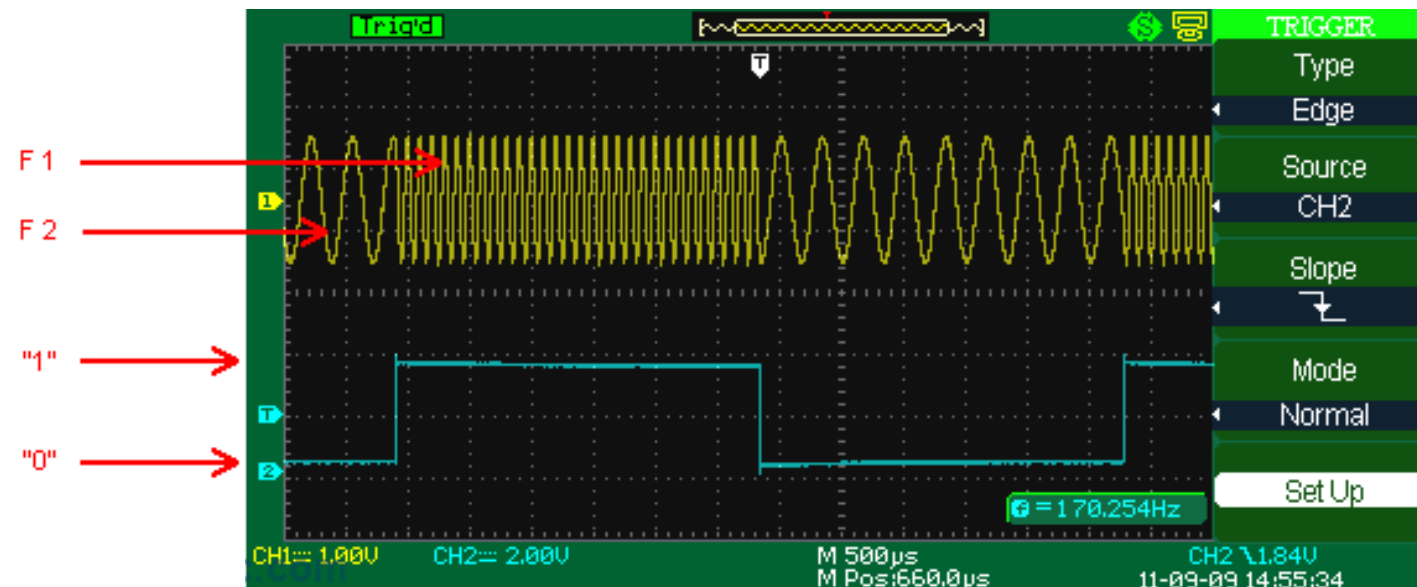 Trig'd
TRIGGER
T
Type
Edge
F 1
Source
1
CH2
F 2
Slope
"1"
Mode
T
Normal
"0"
2
Set Up
f=170.254Hz
CH1 1.00V CH2 2.00V M 500µs CH2 1.84V
.com M Pos:660.0µs 11-09-09 14:55:34